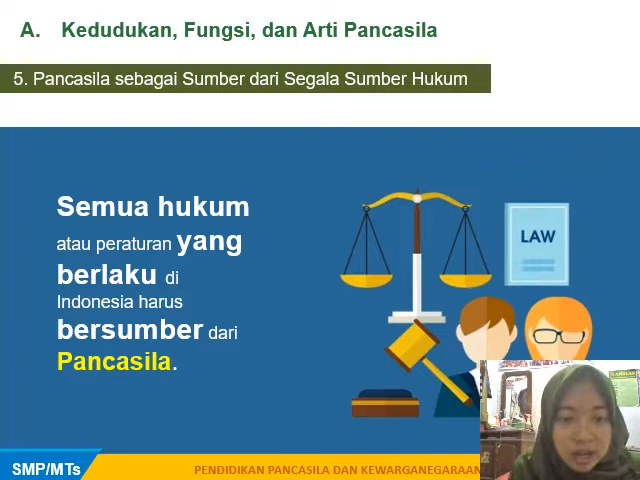 A. Kedudukan, Fungsi, dan Arti Pancasila
5. Pancasila sebagai Sumber dari Segala Sumber Hukum
Semua hukum
atau peraturan yang
berlaku di
Indonesia harus
bersumber dari
Pancasila.
LAW
SMP/MTs
PENDIDIKAN PANCASILA DAN KEWARGANEGARAAN